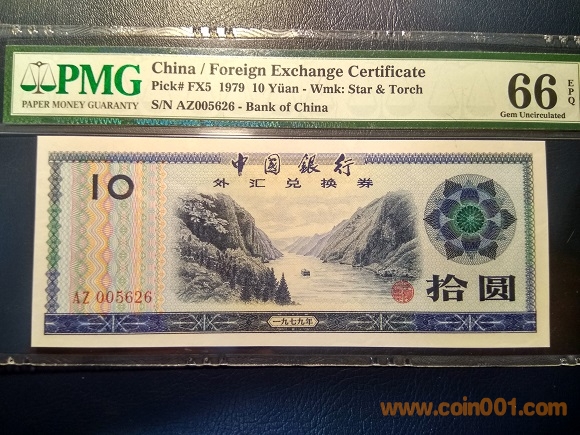 PMG
PAPER MONEY GUARANTY
China / Foreign Exchange Certificate
Pick# FX5 1979 10 Yüan - Wmk: Star & Torch
S/N AZ005626 - Bank of China
66 EPQ
Gem Uncirculated
中國銀行
外汇兑换券
10
AZ 005626
拾圆
一九七九年
www.coin001.com